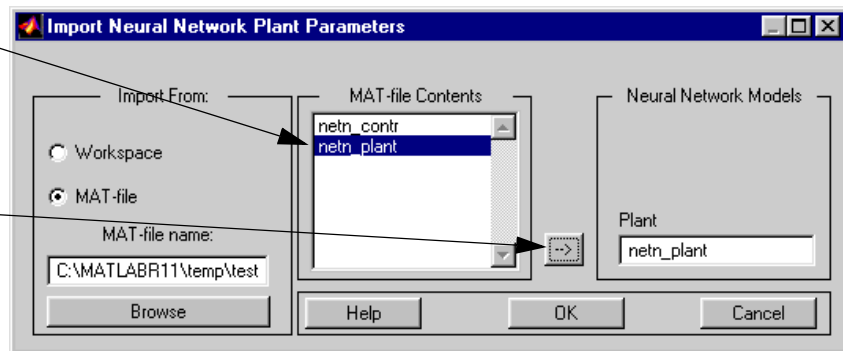 Import Neural Network Plant Parameters
Import From:
Workspace
MAT-file
MAT-file name:
C:\MATLABR11\temp\test
Browse
MAT-file Contents
netn_contr
netn_plant
-->
Neural Network Models
Plant
netn_plant
Help
OK
Cancel